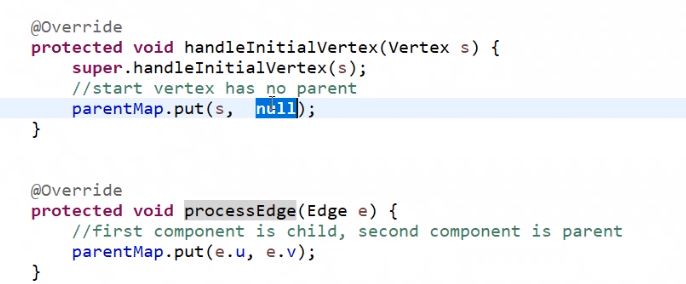 @Override
protected void handleInitialVertex(Vertex s) {
super.handleInitialVertex(s);
//start vertex has no parent
parentMap.put(s,  null);
}
@Override
protected void processEdge(Edge e) {
//first component is child, second component is parent
parentMap.put(e.u, e.v);
}